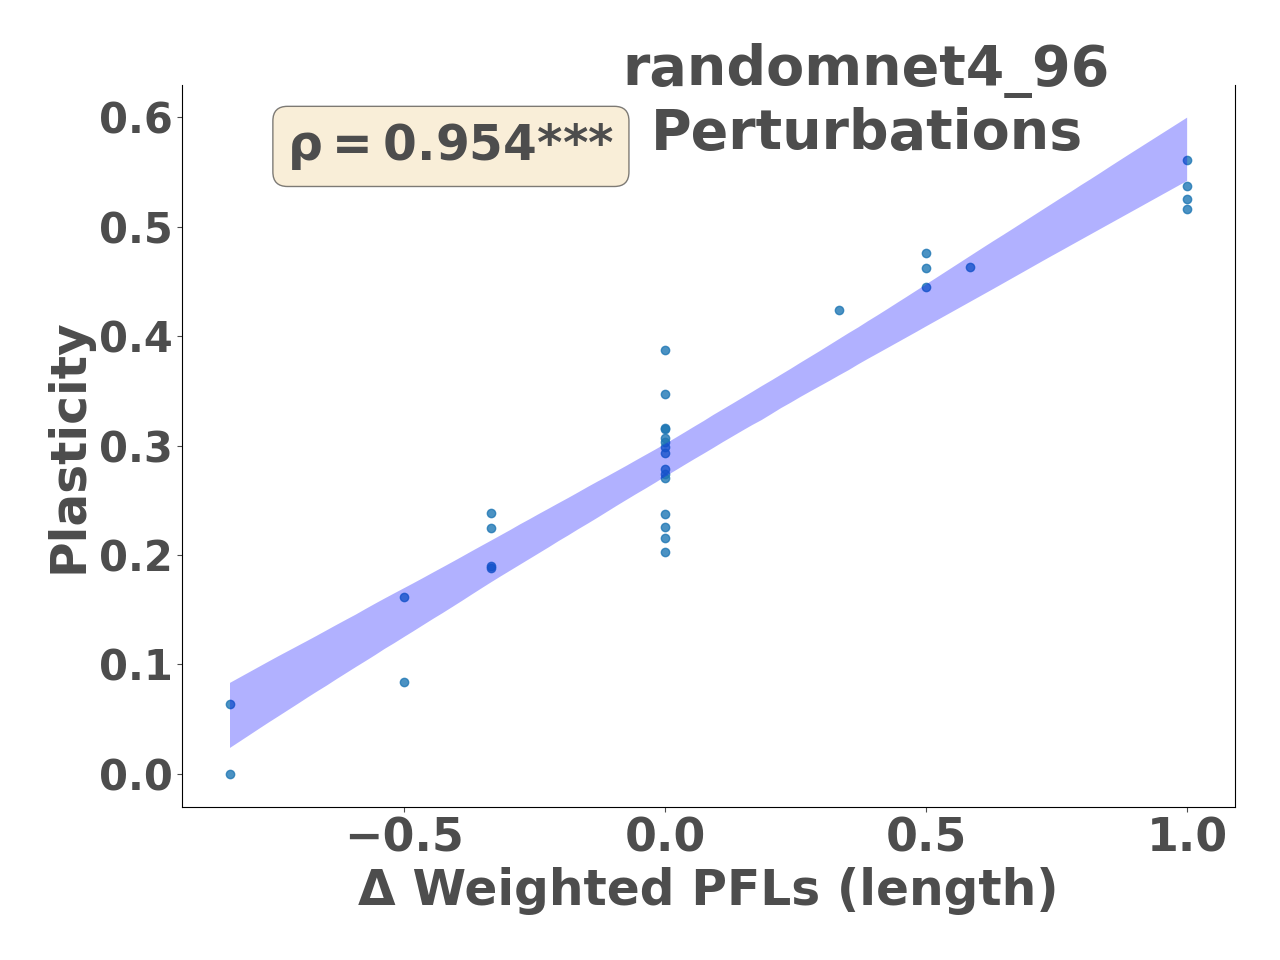 randomnet4_96
Perturbations
ρ = 0.954***
Plasticity
0.6
0.5
0.4
0.3
0.2
0.1
0.0
−0.5 0.0 0.5 1.0
Δ Weighted PFLs (length)